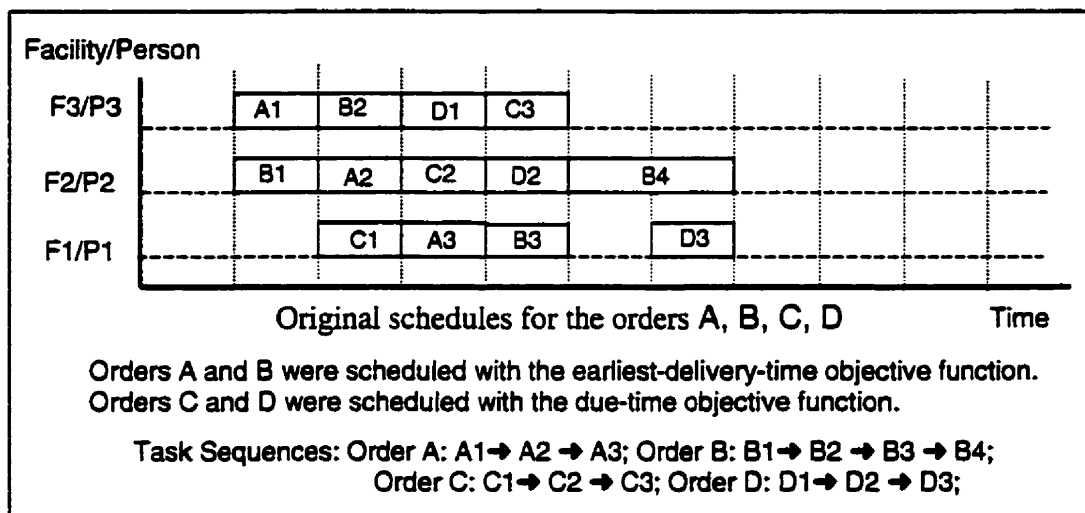 Facility/Person
F3/P3 A1 B2 D1 C3
F2/P2 B1 A2 C2 D2 B4
F1/P1 C1 A3 B3 D3
Original schedules for the orders A, B, C, D Time
Orders A and B were scheduled with the earliest-delivery-time objective function.
Orders C and D were scheduled with the due-time objective function.
Task Sequences: Order A: A1➔ A2 ➔ A3; Order B: B1➔ B2 ➔ B3 ➔ B4;
Order C: C1➔ C2 ➔ C3; Order D: D1➔ D2 ➔ D3;